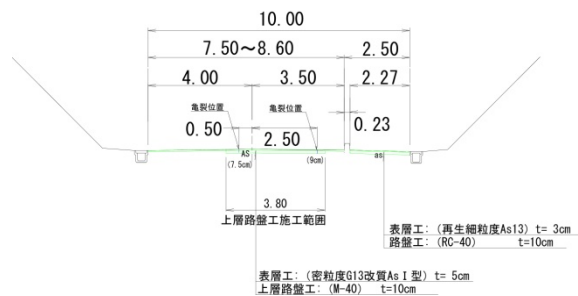 10.00
7.50～8.60
2.50
4.00
3.50
2.27
亀裂位置
亀裂位置
0.50
2.50
0.23
AS
(7.5cm)
(9cm)
as
3.80
上層路盤工施工範囲
表層工: (再生細粒度As13) t= 3cm
路盤工: (RC-40) t=10cm
表層工: (密粒度G13改質AsⅠ型) t= 5cm
上層路盤工: (M-40) t=10cm